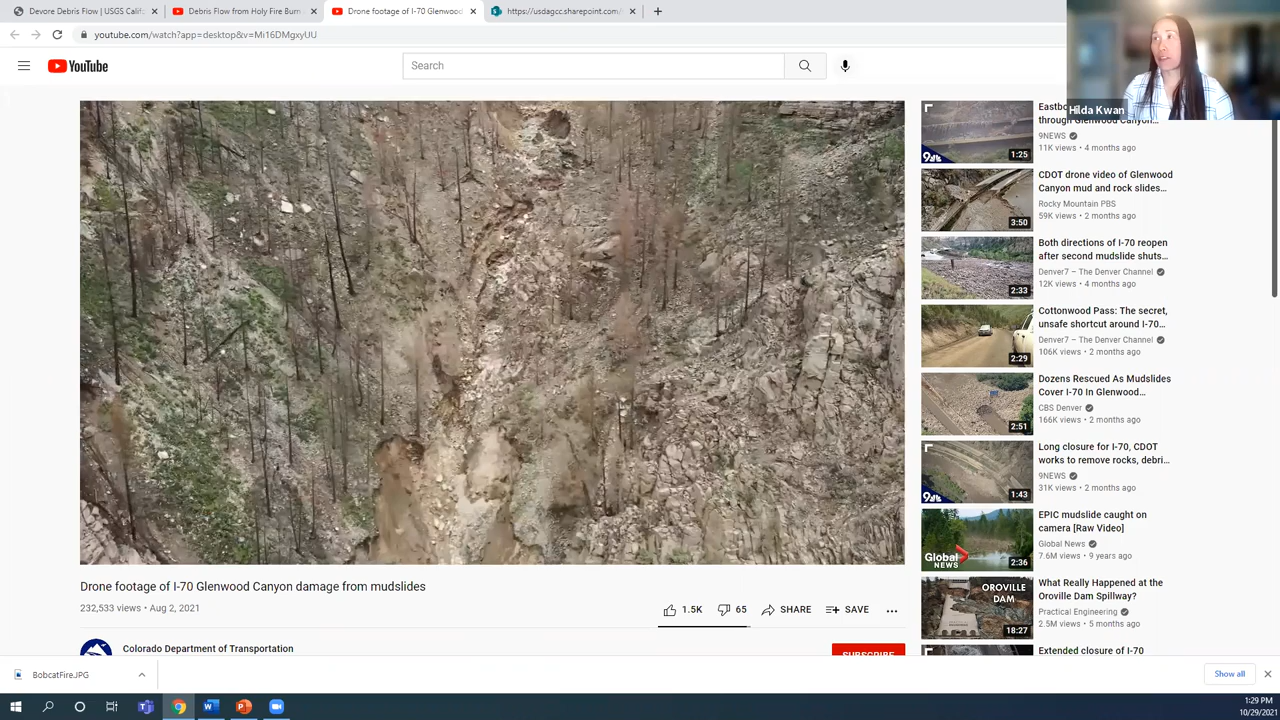 Devore Debris Flow | USGS Califo
Debris Flow from Holy Fire Burn
Drone footage of I-70 Glenwood
https://usdagcc.sharepoint.com/
youtube.com/watch?app=desktop&v=Mi16DMgxyUU
YouTube
Search
Hilda Kwan
through Glenwood Canyon...
9NEWS
11K views • 4 months ago
1:25
CDOT drone video of Glenwood
Canyon mud and rock slides...
Rocky Mountain PBS
59K views • 2 months ago
3:50
Both directions of I-70 reopen
after second mudslide shuts...
Denver7 – The Denver Channel
12K views • 4 months ago
2:33
Cottonwood Pass: The secret,
unsafe shortcut around I-70...
Denver7 – The Denver Channel
106K views • 2 months ago
2:29
Dozens Rescued As Mudslides
Cover I-70 In Glenwood...
CBS Denver
166K views • 2 months ago
2:51
Long closure for I-70, CDOT
works to remove rocks, debri...
9NEWS
31K views • 2 months ago
1:43
EPIC mudslide caught on
camera [Raw Video]
Global News
7.6M views • 9 years ago
Global
NEWS
2:36
What Really Happened at the
Oroville Dam Spillway?
Practical Engineering
2.5M views • 5 months ago
OROVILLE
DAM
18:27
Extended closure of I-70
Drone footage of I-70 Glenwood Canyon damage from mudslides
232,533 views • Aug 2, 2021
1.5K
65
SHARE
SAVE
Colorado Department of Transportation
SUBSCRIBE
BobcatFire.JPG
Show all
1:29 PM
10/29/2021